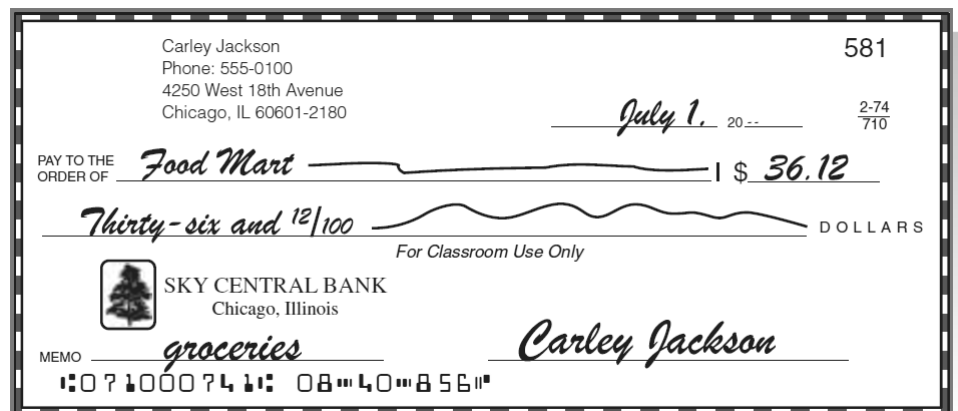 Carley Jackson
581
Phone: 555-0100
4250 West 18th Avenue
Chicago, IL 60601-2180
July 1, 20--
2-74
710
PAY TO THE
ORDER OF Food Mart $ 36.12
Thirty-six and 12/100 DOLLARS
For Classroom Use Only
SKY CENTRAL BANK
Chicago, Illinois
MEMO groceries Carley Jackson
⑆071000741⑆ 08⑉40⑉856⑈